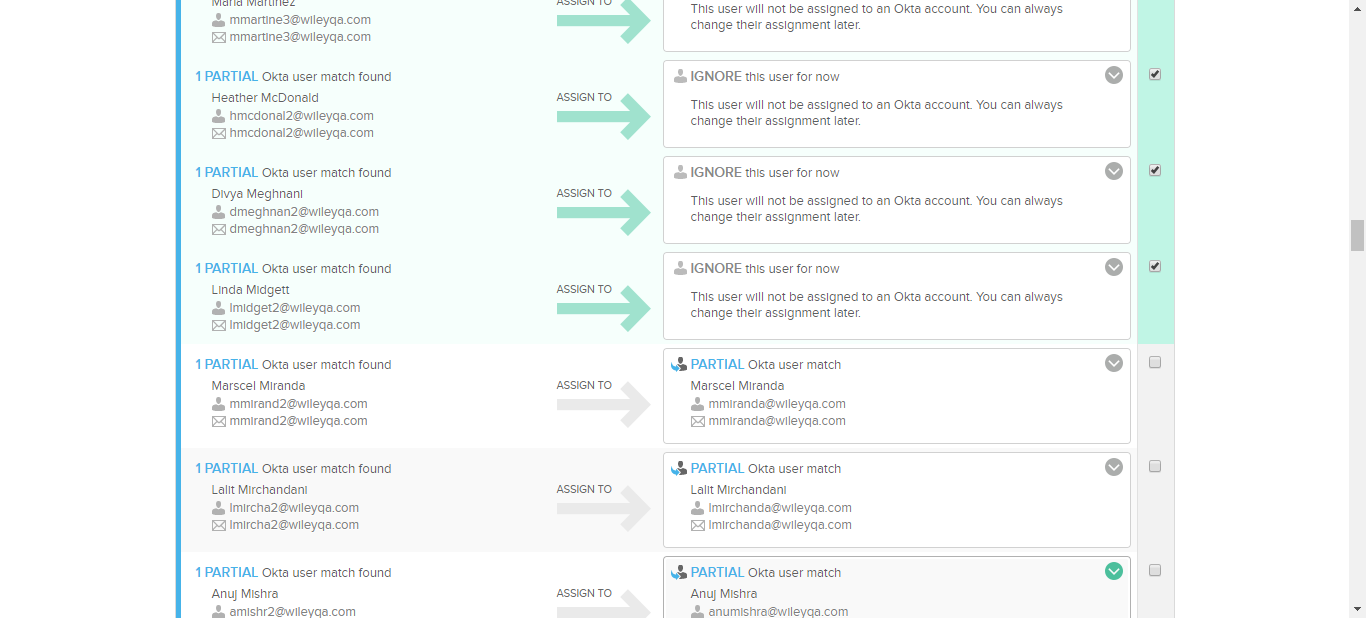 Maria Martinez
mmartine3@wileyqa.com
mmartine3@wileyqa.com
ASSIGN TO
This user will not be assigned to an Okta account. You can always
change their assignment later.
1 PARTIAL Okta user match found
Heather McDonald
hmcdonal2@wileyqa.com
hmcdonal2@wileyqa.com
ASSIGN TO
IGNORE this user for now
This user will not be assigned to an Okta account. You can always
change their assignment later.
1 PARTIAL Okta user match found
Divya Meghnani
dmeghnan2@wileyqa.com
dmeghnan2@wileyqa.com
ASSIGN TO
IGNORE this user for now
This user will not be assigned to an Okta account. You can always
change their assignment later.
1 PARTIAL Okta user match found
Linda Midgett
lmidget2@wileyqa.com
lmidget2@wileyqa.com
ASSIGN TO
IGNORE this user for now
This user will not be assigned to an Okta account. You can always
change their assignment later.
1 PARTIAL Okta user match found
Marscel Miranda
mmirand2@wileyqa.com
mmirand2@wileyqa.com
ASSIGN TO
PARTIAL Okta user match
Marscel Miranda
mmiranda@wileyqa.com
mmiranda@wileyqa.com
1 PARTIAL Okta user match found
Lalit Mirchandani
lmircha2@wileyqa.com
lmircha2@wileyqa.com
ASSIGN TO
PARTIAL Okta user match
Lalit Mirchandani
lmirchanda@wileyqa.com
lmirchanda@wileyqa.com
1 PARTIAL Okta user match found
Anuj Mishra
amishr2@wileyqa.com
ASSIGN TO
PARTIAL Okta user match
Anuj Mishra
anumishra@wileyqa.com